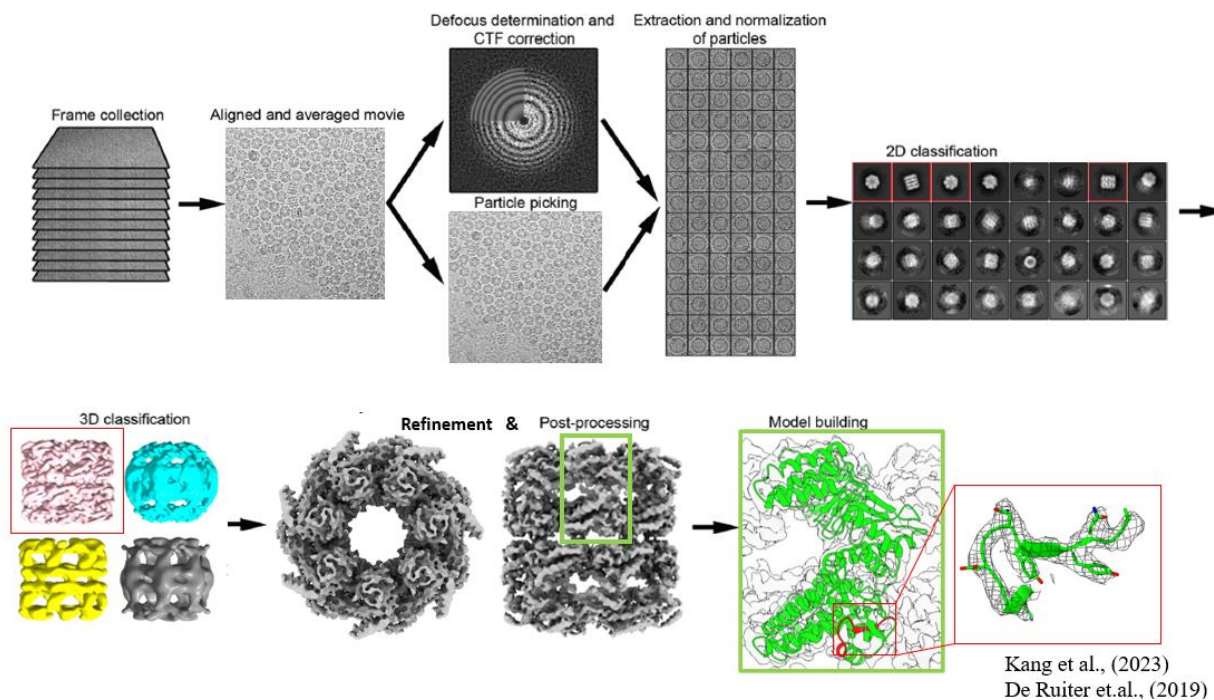 Frame collection
Aligned and averaged movie
Defocus determination and
CTF correction
Particle picking
Extraction and normalization
of particles
2D classification
3D classification
Refinement &
Post-processing
Model building
Kang et al., (2023)
De Ruiter et.al., (2019)